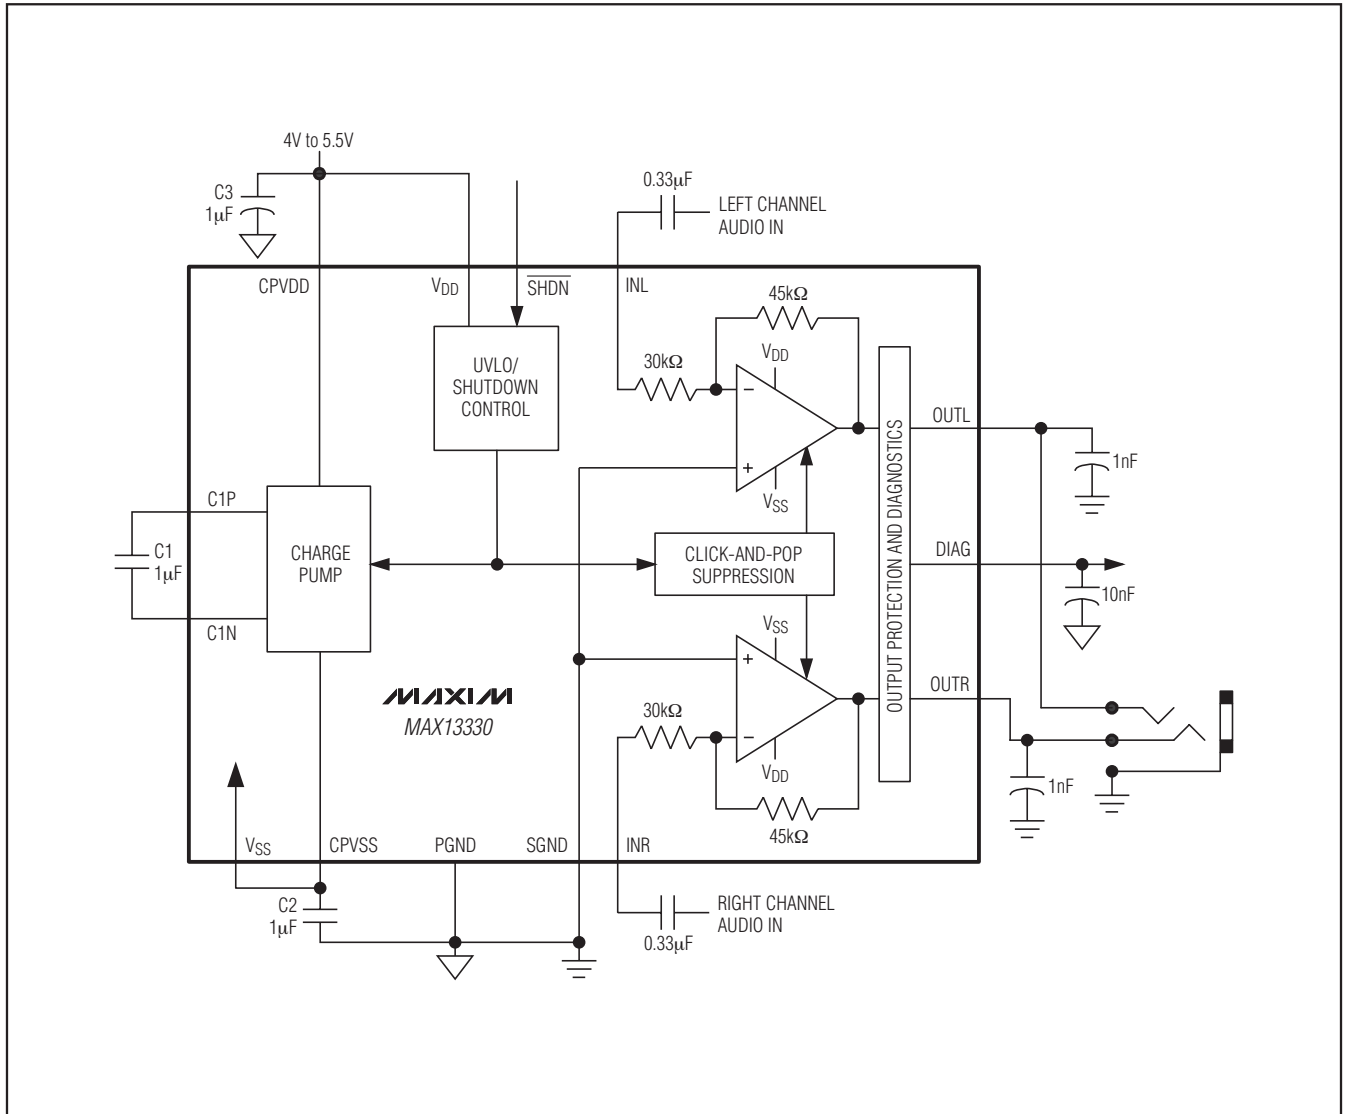 4V to 5.5V
C3
1µF
0.33µF
LEFT CHANNEL
AUDIO IN
CPVDD
VDD
SHDN
INL
45kΩ
30kΩ
VDD
UVLO/
SHUTDOWN
CONTROL
−
+
VSS
OUTL
1nF
C1P
C1
1µF
C1N
CHARGE
PUMP
CLICK-AND-POP
SUPPRESSION
OUTPUT PROTECTION AND DIAGNOSTICS
DIAG
10nF
VSS
+
−
VDD
OUTR
30kΩ
45kΩ
1nF
MAXIM
MAX13330
VSS
CPVSS
PGND
SGND
INR
C2
1µF
RIGHT CHANNEL
AUDIO IN
0.33µF